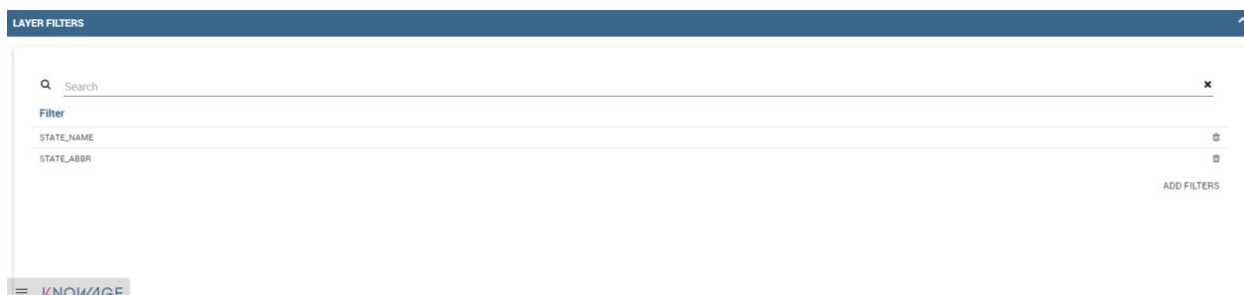 LAYER FILTERS
Search
Filter
STATE_NAME
STATE_ABBR
ADD FILTERS
KNOWAGE